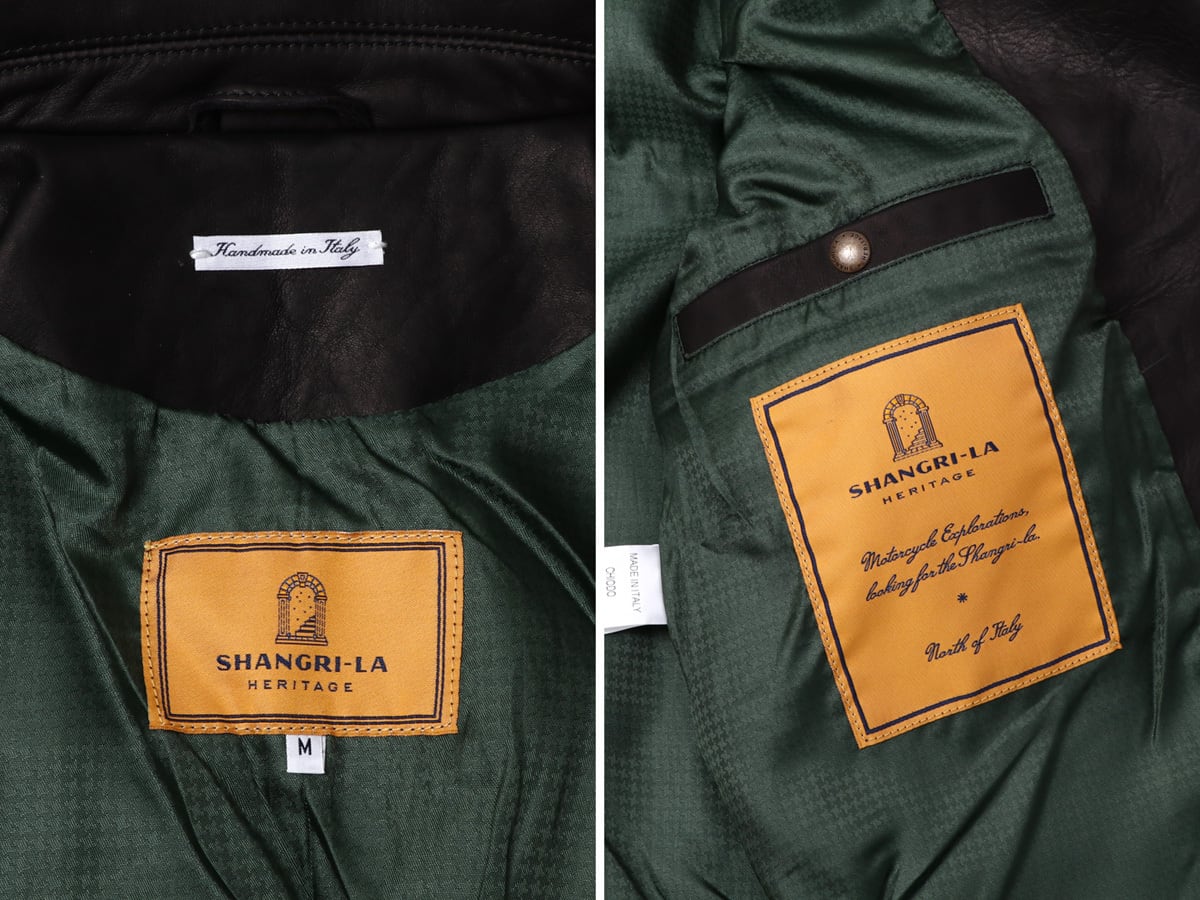 Handmade in Italy
SHANGRI-LA
HERITAGE
M
SHANGRI-LA
HERITAGE
Motorcycle Explorations,
looking for the Shangri-la.
*
North of Italy
MADE IN ITALY
CHIODO